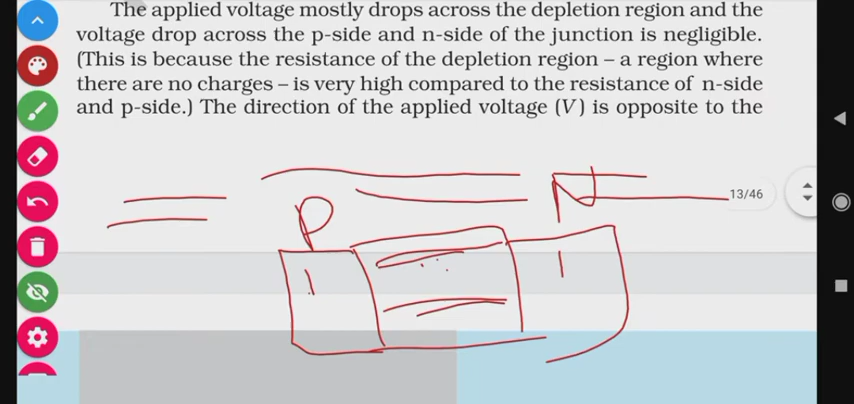 The applied voltage mostly drops across the depletion region and the
voltage drop across the p-side and n-side of the junction is negligible.
(This is because the resistance of the depletion region – a region where
there are no charges – is very high compared to the resistance of n-side
and p-side.) The direction of the applied voltage (V) is opposite to the
13/46
P N